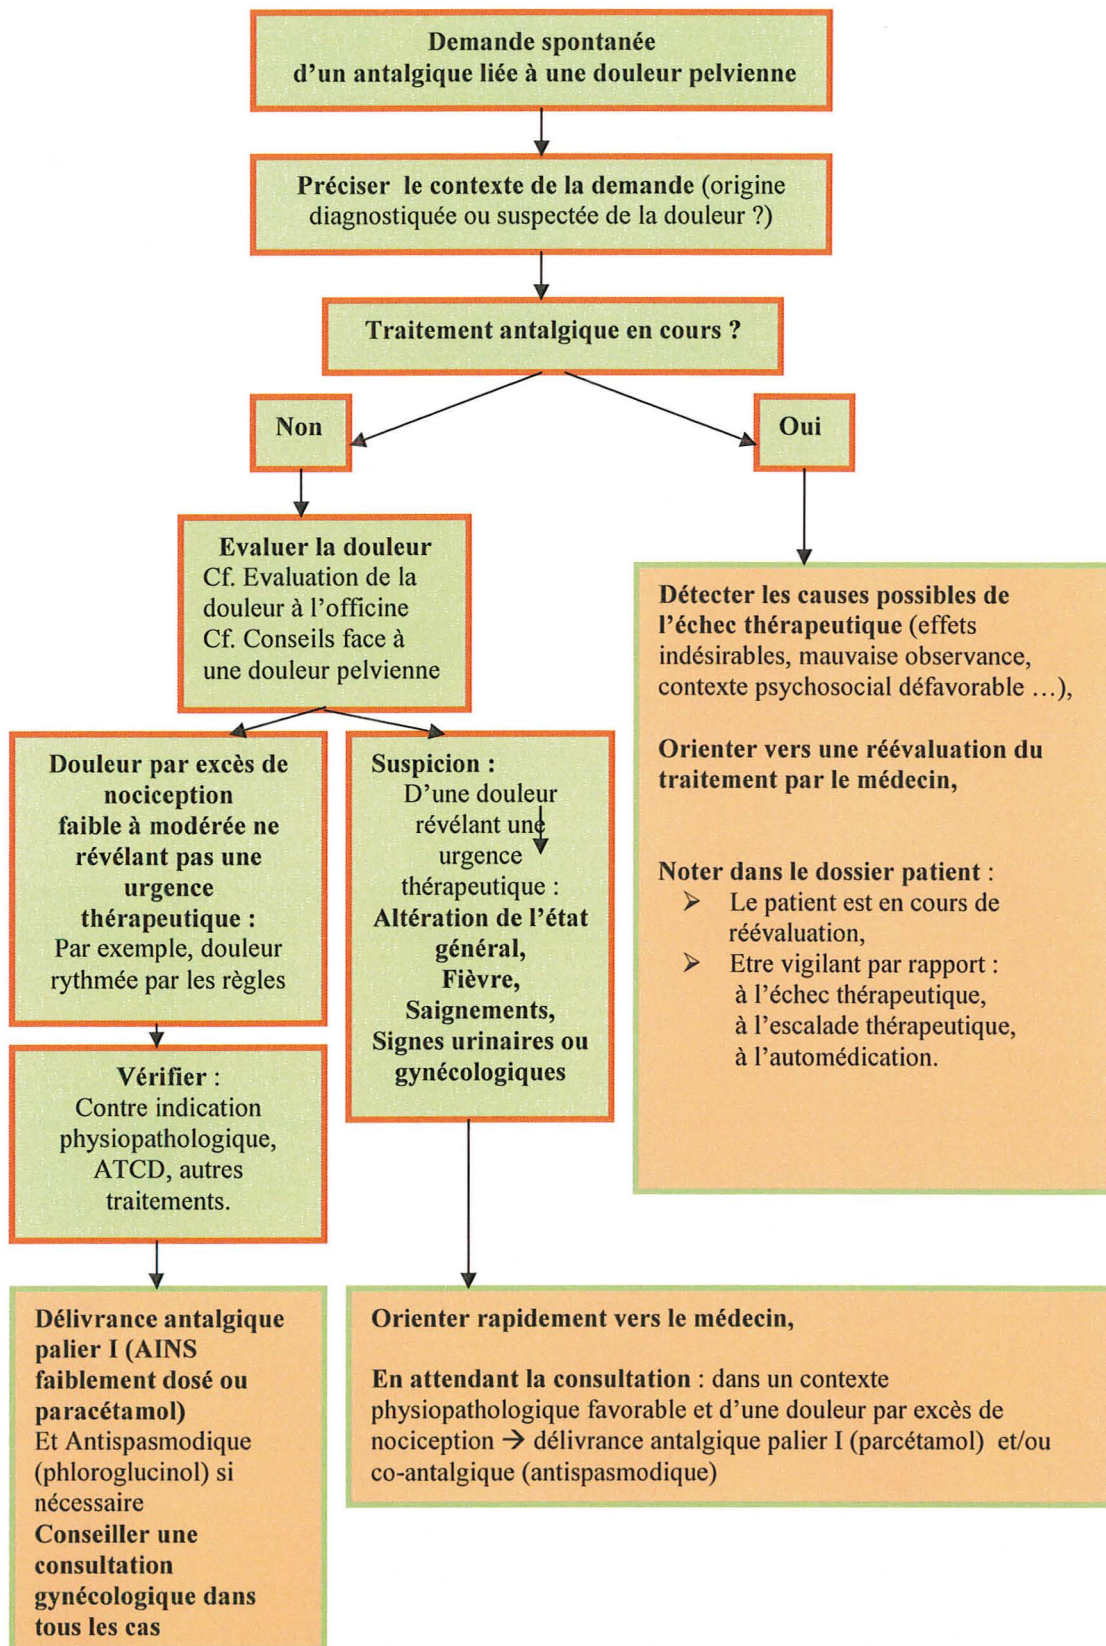 Demande spontanée
d'un antalgique liée à une douleur pelvienne
Préciser le contexte de la demande (origine
diagnostiquée ou suspectée de la douleur ?)
Traitement antalgique en cours ?
Non
Oui
Evaluer la douleur
Cf. Evaluation de la
douleur à l'officine
Cf. Conseils face à
une douleur pelvienne
Détecter les causes possibles de
l'échec thérapeutique (effets
indésirables, mauvaise observance,
contexte psychosocial défavorable …),
Orienter vers une réévaluation du
traitement par le médecin,
Noter dans le dossier patient :
➢ Le patient est en cours de
réévaluation,
➢ Etre vigilant par rapport :
à l'échec thérapeutique,
à l'escalade thérapeutique,
à l'automédication.
Douleur par excès de
nociception
faible à modérée ne
révélant pas une
urgence
thérapeutique :
Par exemple, douleur
rythmée par les règles
Suspicion :
D'une douleur
révélant une
urgence
thérapeutique :
Altération de l'état
général,
Fièvre,
Saignements,
Signes urinaires ou
gynécologiques
Vérifier :
Contre indication
physiopathologique,
ATCD, autres
traitements.
Délivrance antalgique
palier I (AINS
faiblement dosé ou
paracétamol)
Et Antispasmodique
(phloroglucinol) si
nécessaire
Conseiller une
consultation
gynécologique dans
tous les cas
Orienter rapidement vers le médecin,
En attendant la consultation : dans un contexte
physiopathologique favorable et d'une douleur par excès de
nociception → délivrance antalgique palier I (parcétamol) et/ou
co-antalgique (antispasmodique)